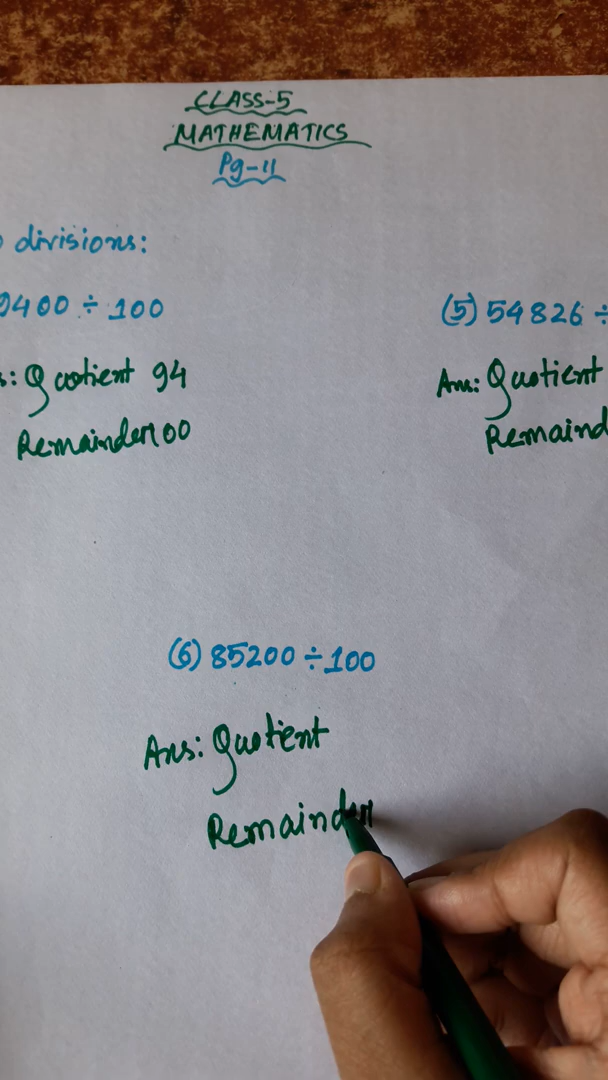 CLASS-5
MATHEMATICS
Pg-11
divisions:
9400 ÷ 100
Quotient 94
Remainder 00
(5) 54826 ÷
Ans: Quotient
Remaind
(6) 85200 ÷ 100
Ans: Quotient
Remainder